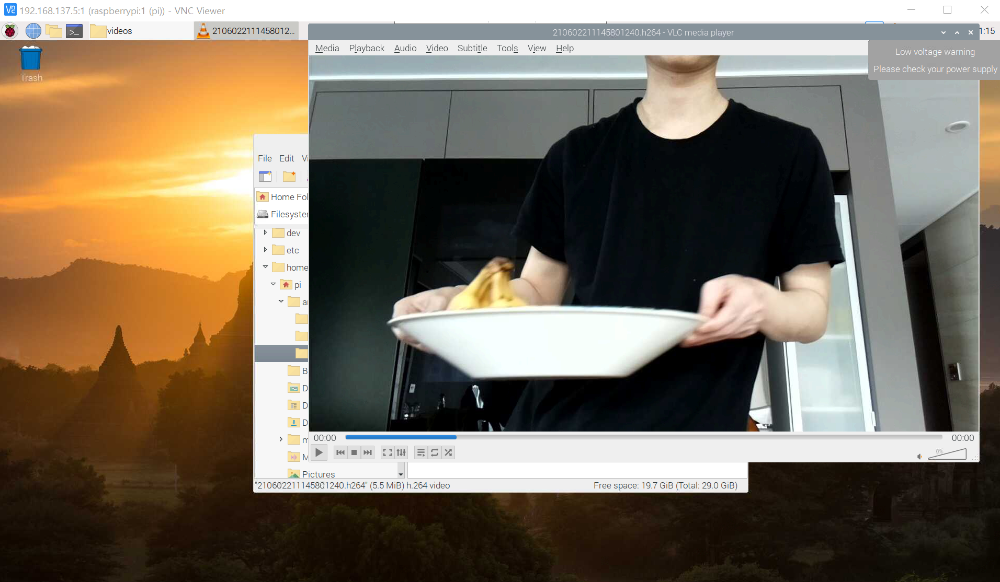 192.168.137.5:1 (raspberrypi:1 (pi)) - VNC Viewer
videos
2106022111458012...
210602211145801240.h264 - VLC media player
1:15
Media Playback Audio Video Subtitle Tools View Help
Low voltage warning
Please check your power supply
Trash
File Edit Vi
Home Fol
Filesyster
dev
etc
home
pi
ar
B
D
D
D
m
M
Pictures
00:00
00:00
0%
"210602211145801240.h264" (5.5 MiB) h.264 video
Free space: 19.7 GiB (Total: 29.0 GiB)